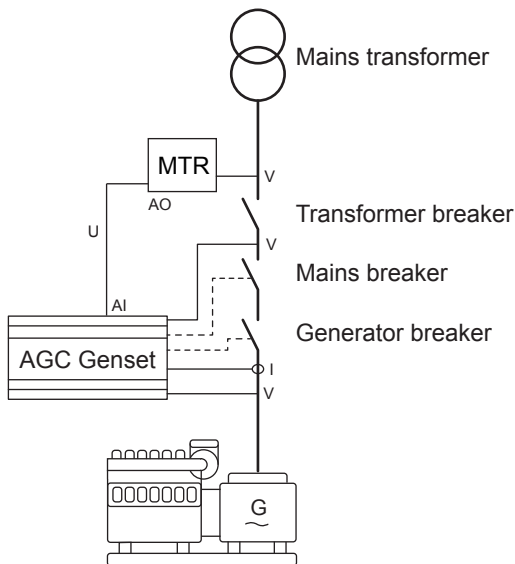 Mains transformer
MTR
V
AO
Transformer breaker
U
V
Mains breaker
AI
Generator breaker
AGC Genset
I
V
G